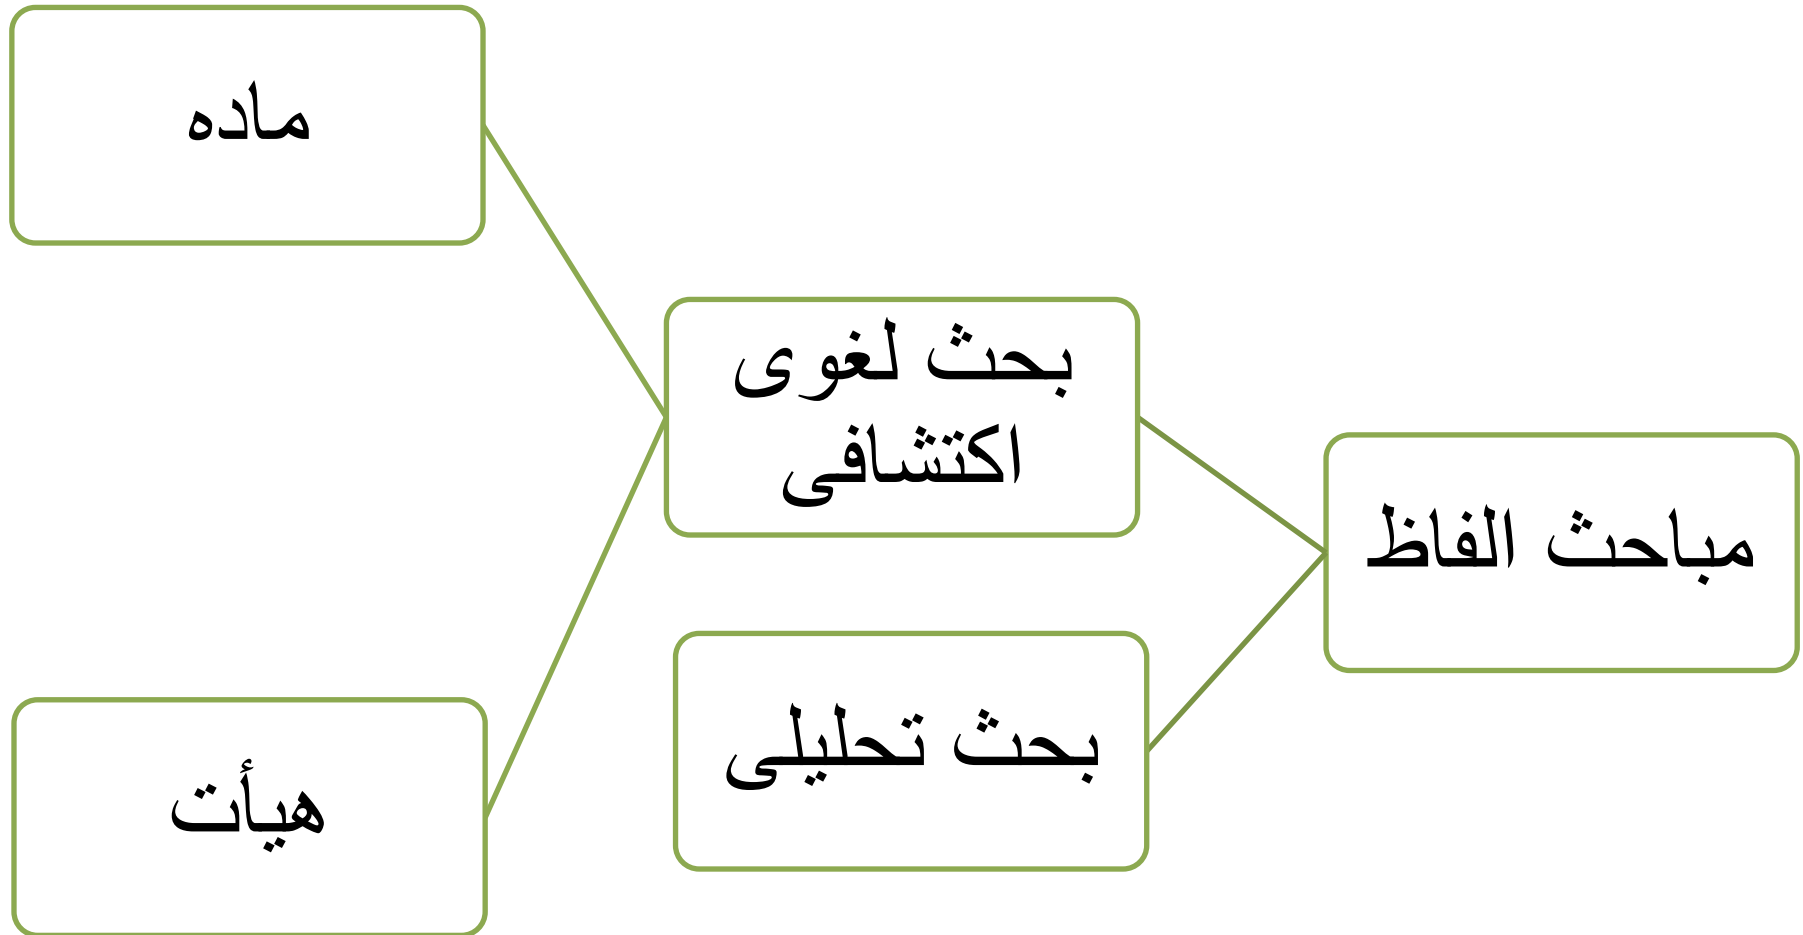 مباحث الفاظ
بحث لغوی
اکتشافی
ماده
هیأت
بحث تحلیلی